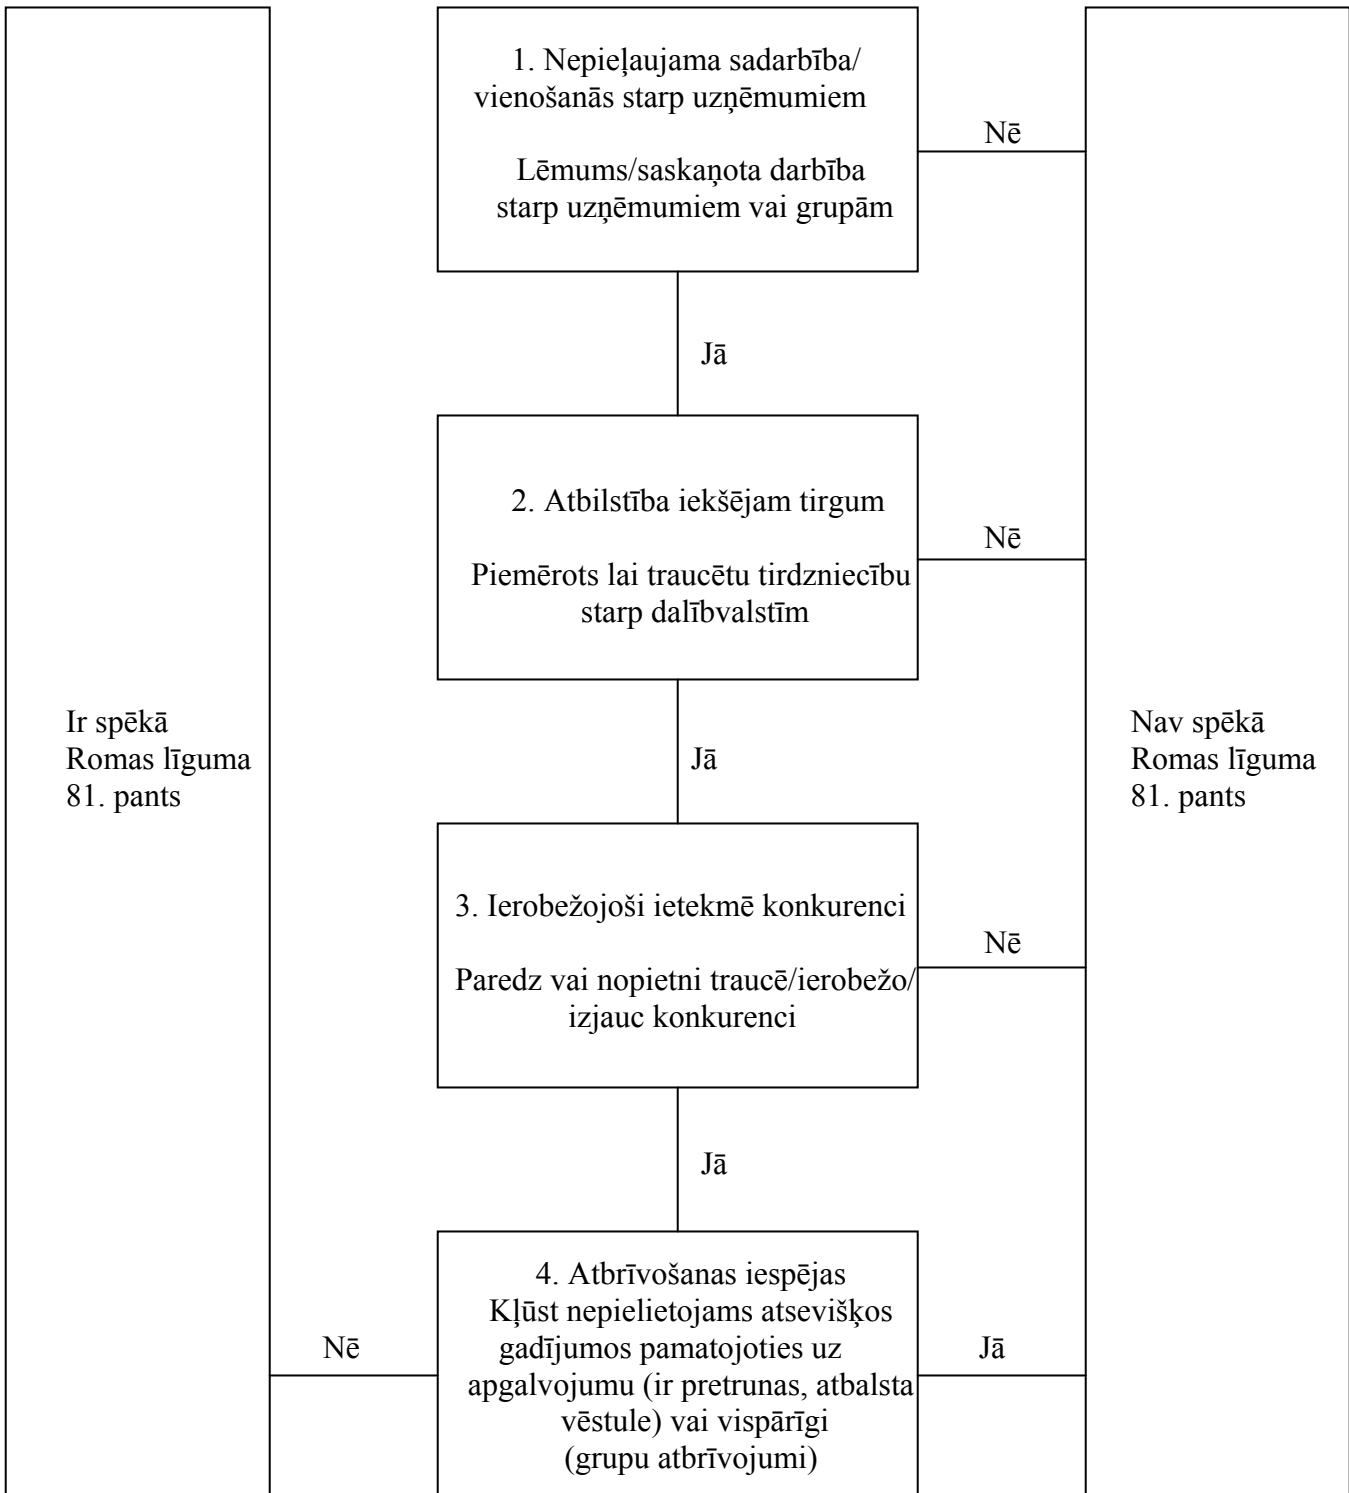 1. Nepieļaujama sadarbība/
vienošanās starp uzņēmumiem
Lēmums/saskaņota darbība
starp uzņēmumiem vai grupām
Nē
Jā
2. Atbilstība iekšējam tirgum
Piemērots lai traucētu tirdzniecību
starp dalībvalstīm
Nē
Ir spēkā
Romas līguma
81. pants
Jā
Nav spēkā
Romas līguma
81. pants
3. Ierobežojoši ietekmē konkurenci
Paredz vai nopietni traucē/ierobežo/
izjauc konkurenci
Nē
Jā
4. Atbrīvošanas iespējas
Kļūst nepielietojams atsevišķos
gadījumos pamatojoties uz
apgalvojumu (ir pretrunas, atbalsta
vēstule) vai vispārīgi
(grupu atbrīvojumi)
Nē
Jā